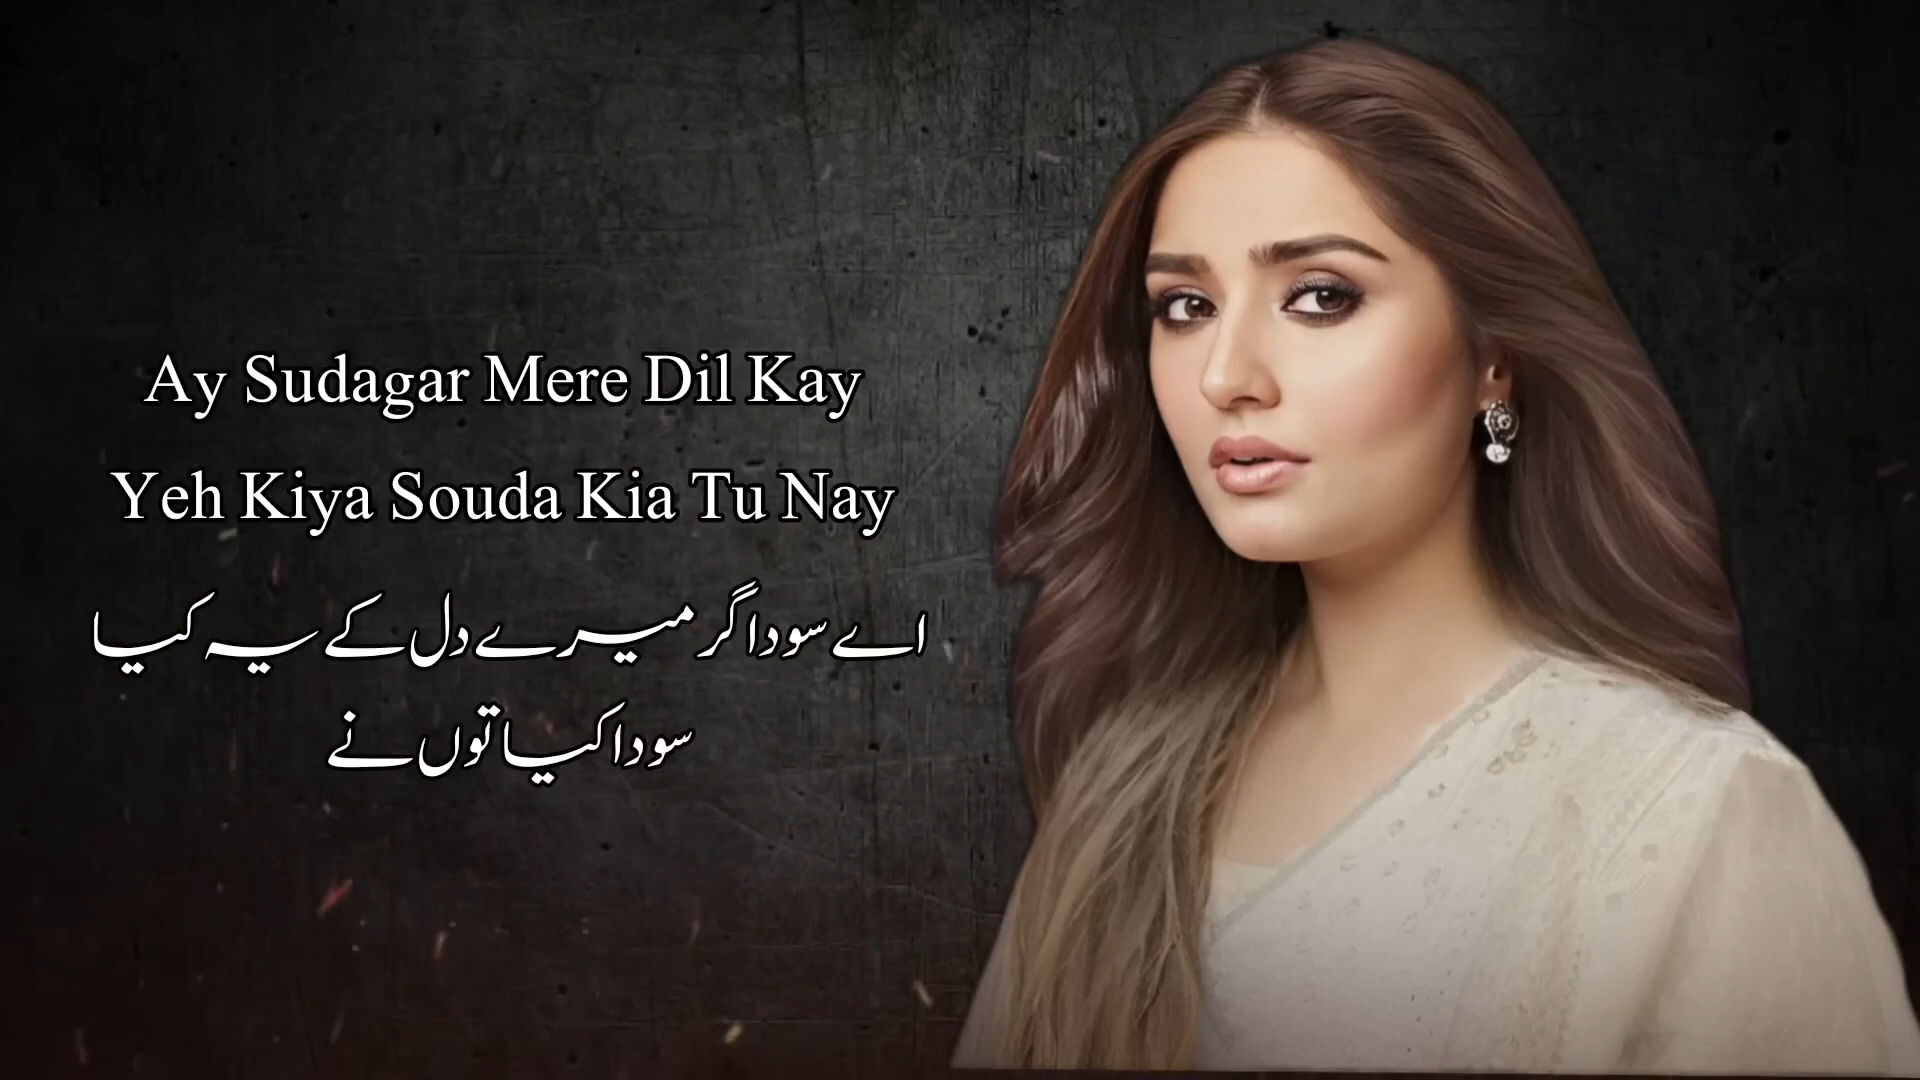 Ay Sudagar Mere Dil Kay
Yeh Kiya Souda Kia Tu Nay
اے سوداگر میرے دل کے یہ کیا
سودا کیا توں نے